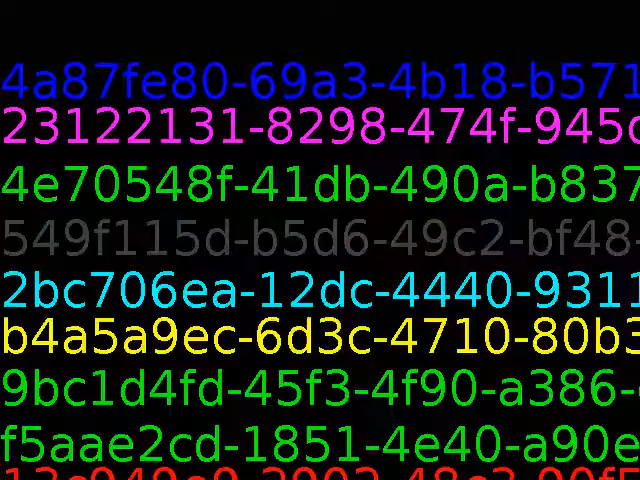 4a87fe80-69a3-4b18-b571
23122131-8298-474f-945
4e70548f-41db-490a-b837
549f115d-b5d6-49c2-bf48-
2bc706ea-12dc-4440-9311
b4a5a9ec-6d3c-4710-80b3
9bc1d4fd-45f3-4f90-a386-
f5aae2cd-1851-4e40-a90e